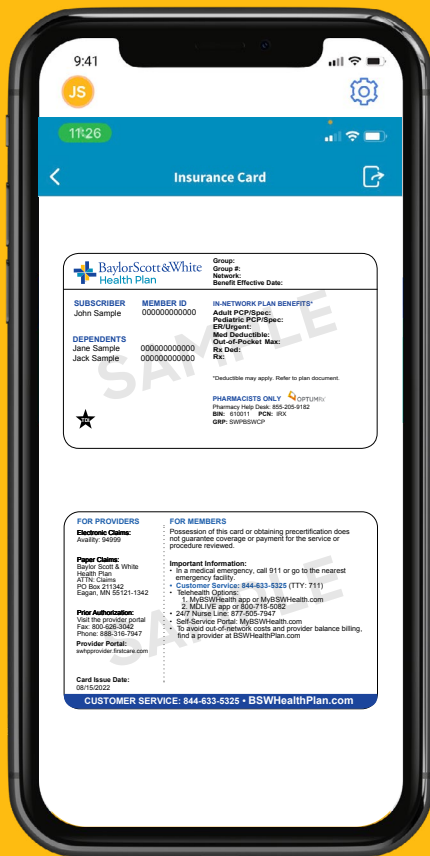 9:41
JS
11:26
Insurance Card
BaylorScott&White
Health Plan
Group:
Group #:
Network:
Benefit Effective Date:
SUBSCRIBER MEMBER ID
John Sample 000000000000
DEPENDENTS
Jane Sample 000000000000
Jack Sample 000000000000
IN-NETWORK PLAN BENEFITS*
Adult PCP/Spec:
Pediatric PCP/Spec:
ER/Urgent:
Med Deductible:
Out-of-Pocket Max:
Rx Ded:
Rx:
*Deductible may apply. Refer to plan document.
PHARMACISTS ONLY OPTUMRx
Pharmacy Help Desk: 855-205-9182
BIN: 610011 PCN: IRX
GRP: SWPBSWCP
SAMPLE
FOR PROVIDERS
Electronic Claims:
Availity: 94999
Paper Claims:
Baylor Scott & White
Health Plan
ATTN: Claims
PO Box 211342
Eagan, MN 55121-1342
Prior Authorization:
Visit the provider portal
Fax: 800-626-3042
Phone: 888-316-7947
Provider Portal:
swhpprovider.firstcare.com
Card Issue Date:
08/15/2022
FOR MEMBERS
Possession of this card or obtaining precertification does
not guarantee coverage or payment for the service or
procedure reviewed.
Important Information:
• In a medical emergency, call 911 or go to the nearest
emergency facility.
• Customer Service: 844-633-5325 (TTY: 711)
• Telehealth Options:
1. MyBSWHealth app or MyBSWHealth.com
2. MDLIVE app or 800-718-5082
• 24/7 Nurse Line: 877-505-7947
• Self-Service Portal: MyBSWHealth.com
• To avoid out-of-network costs and provider balance billing,
find a provider at BSWHealthPlan.com
SAMPLE
CUSTOMER SERVICE: 844-633-5325 • BSWHealthPlan.com